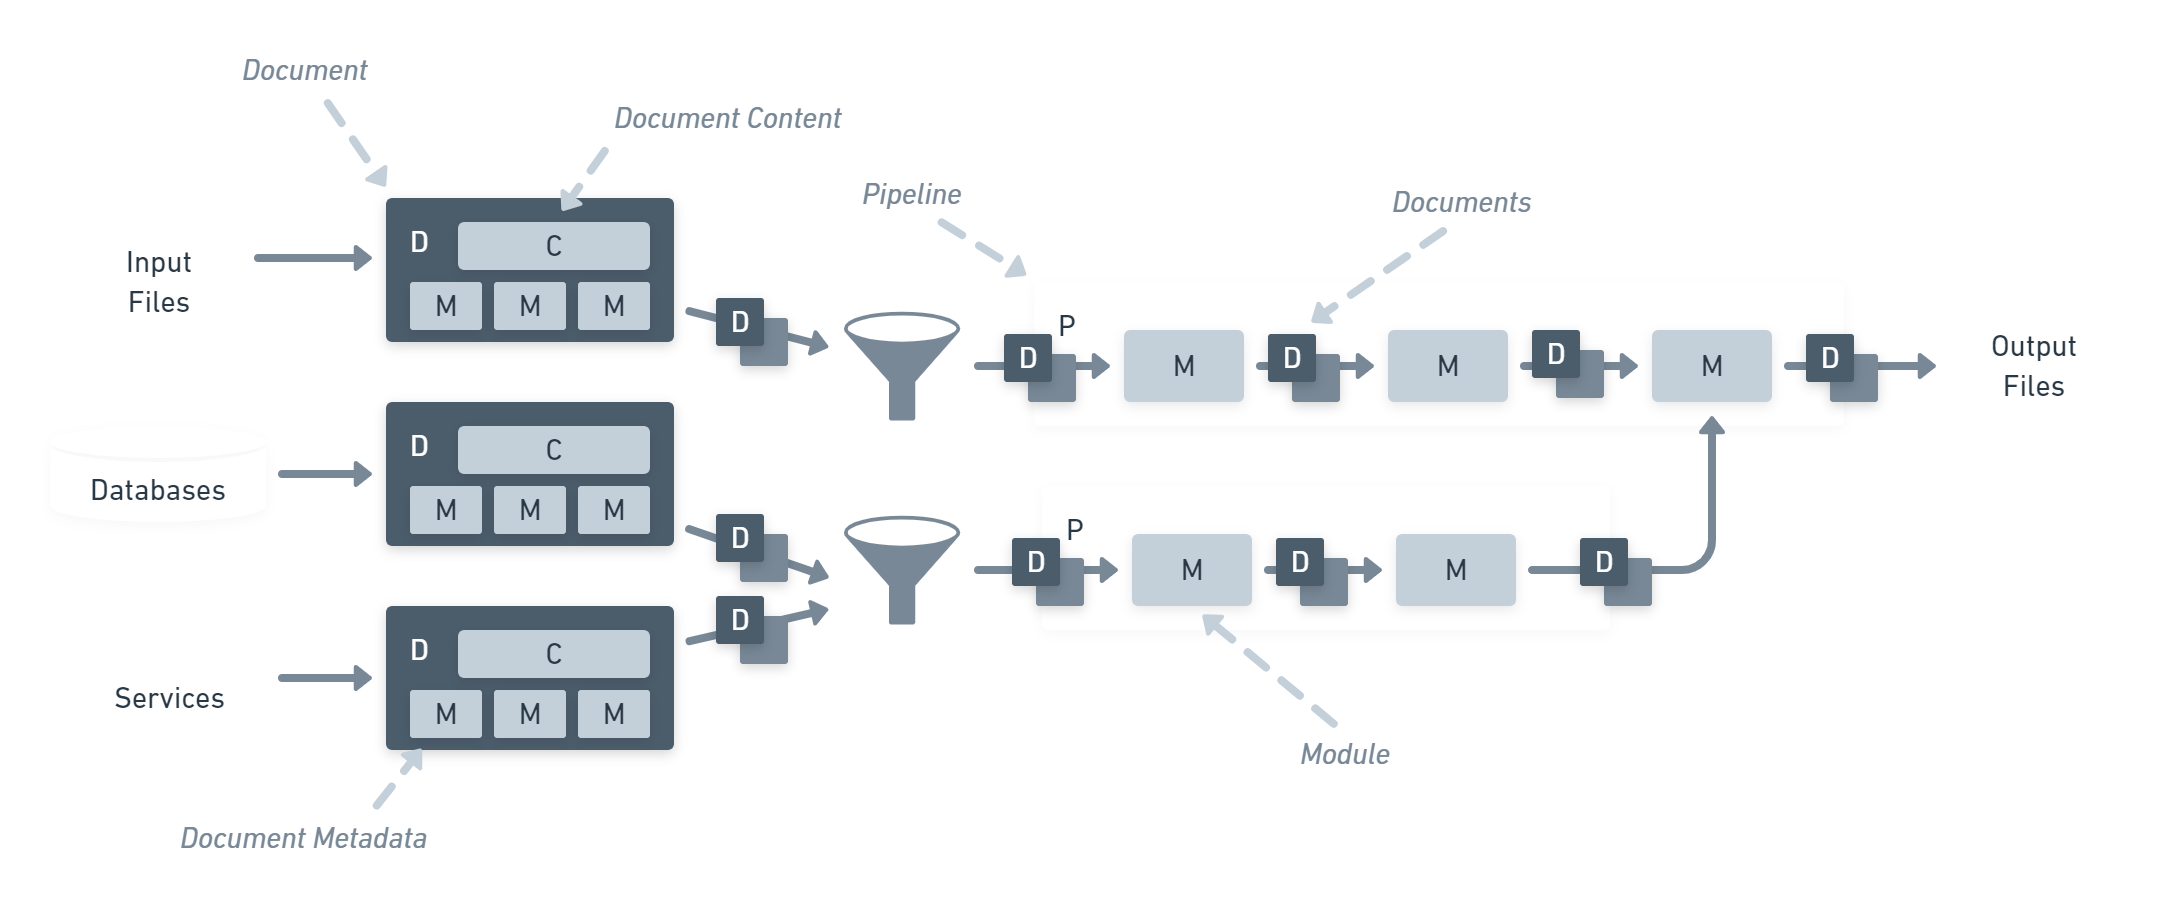 Document
Document Content
Pipeline
Documents
Input
Files
D
C
M M M
D
P
D
M
D
M
D
M
D
Output
Files
Databases
D
C
M M M
D
P
D
M
D
M
D
Services
D
C
M M M
D
Module
Document Metadata